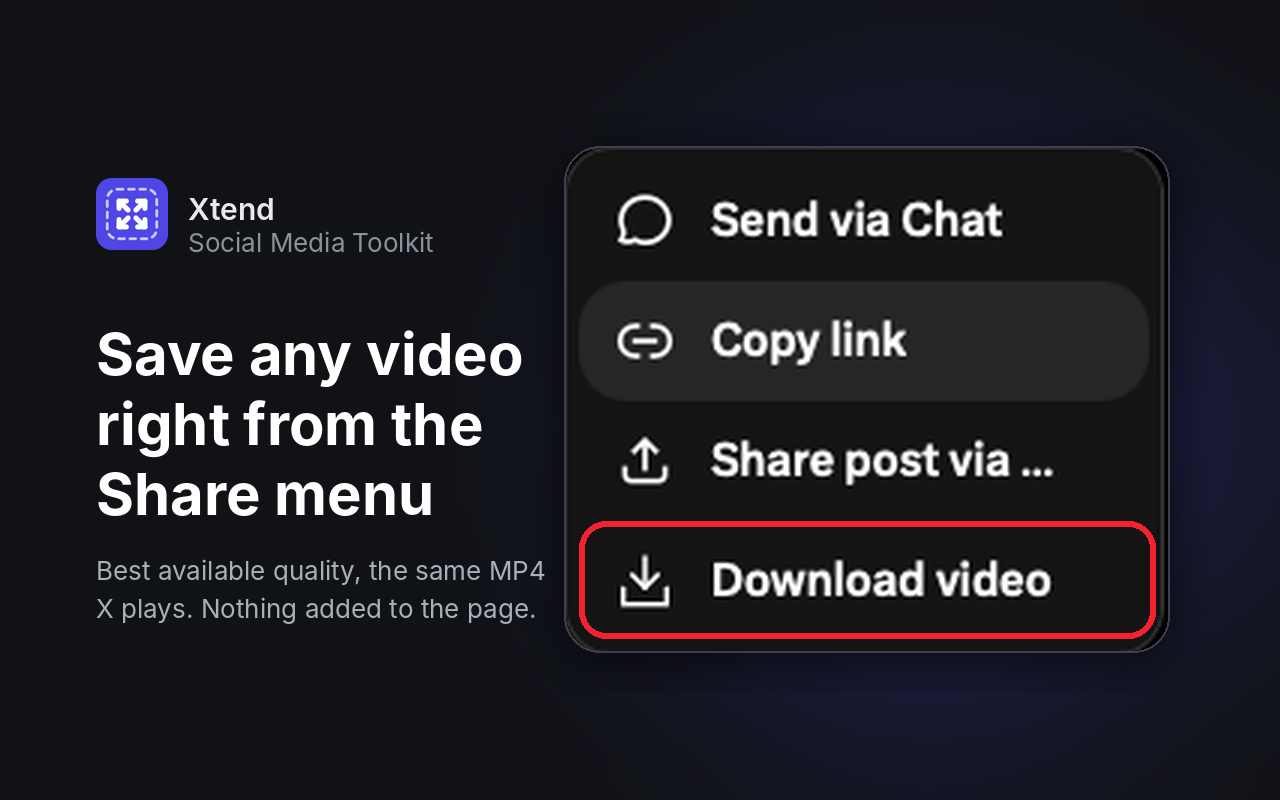 Xtend
Social Media Toolkit
Save any video
right from the
Share menu
Best available quality, the same MP4
X plays. Nothing added to the page.
Send via Chat
Copy link
Share post via ...
Download video